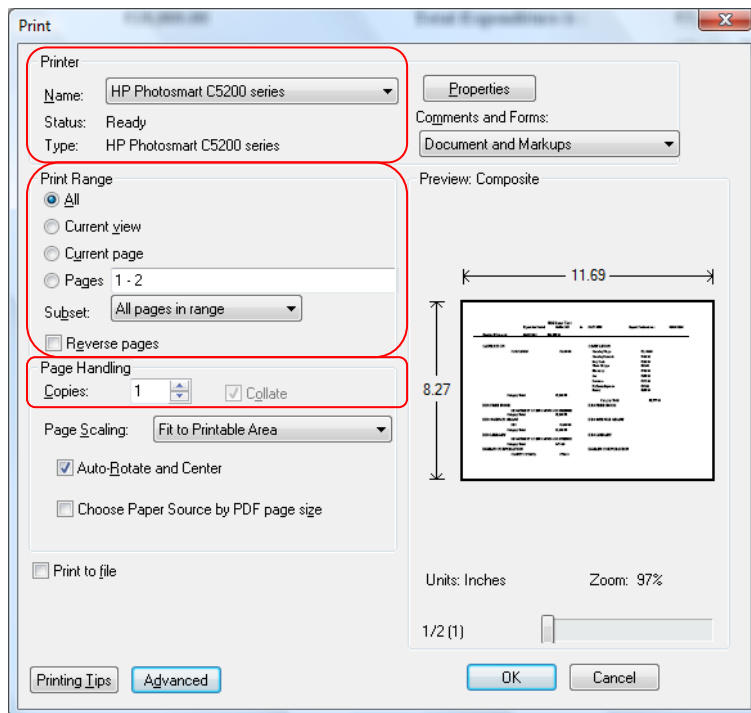 Print
Printer
Name: HP Photosmart C5200 series
Status: Ready
Type: HP Photosmart C5200 series
Properties
Comments and Forms:
Document and Markups
Print Range
All
Current view
Current page
Pages 1 - 2
Subset: All pages in range
Reverse pages
Page Handling
Copies: 1 Collate
Page Scaling: Fit to Printable Area
Auto-Rotate and Center
Choose Paper Source by PDF page size
Print to file
Preview: Composite
11.69
8.27
Units: Inches Zoom: 97%
1/2 (1)
Printing Tips Advanced OK Cancel